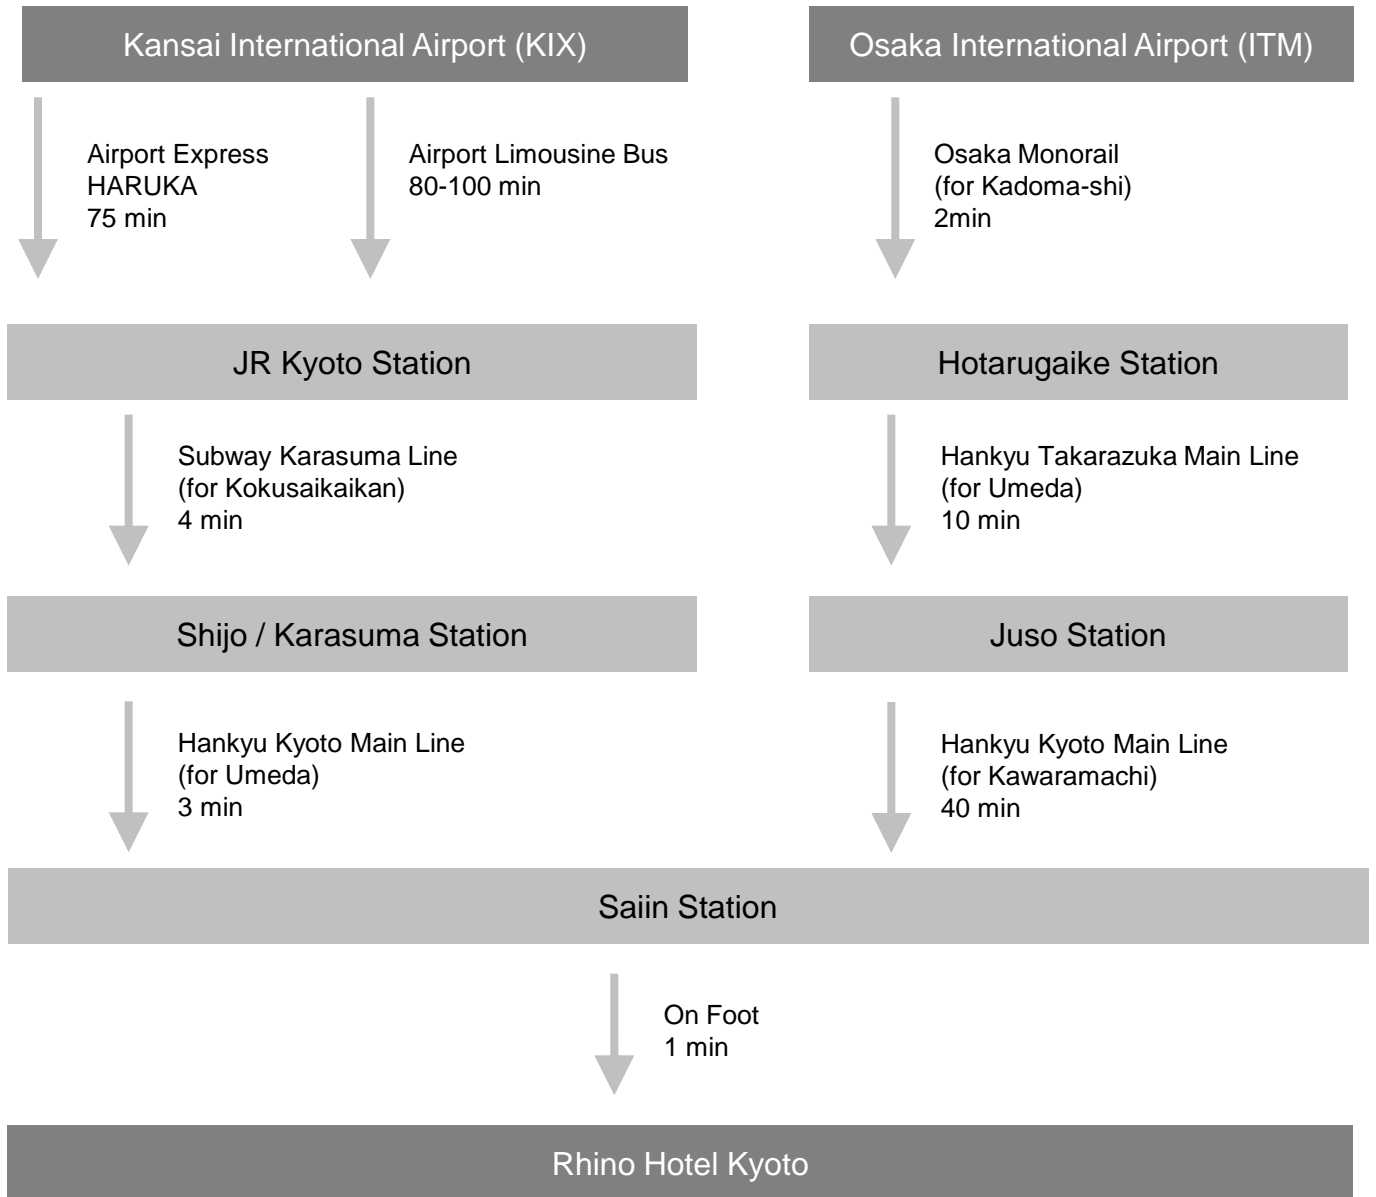 Kansai International Airport (KIX)
Osaka International Airport (ITM)
Airport Express
HARUKA
75 min
Airport Limousine Bus
80-100 min
Osaka Monorail
(for Kadoma-shi)
2min
JR Kyoto Station
Hotarugaike Station
Subway Karasuma Line
(for Kokusaikaikan)
4 min
Hankyu Takarazuka Main Line
(for Umeda)
10 min
Shijo / Karasuma Station
Juso Station
Hankyu Kyoto Main Line
(for Umeda)
3 min
Hankyu Kyoto Main Line
(for Kawaramachi)
40 min
Saiin Station
On Foot
1 min
Rhino Hotel Kyoto